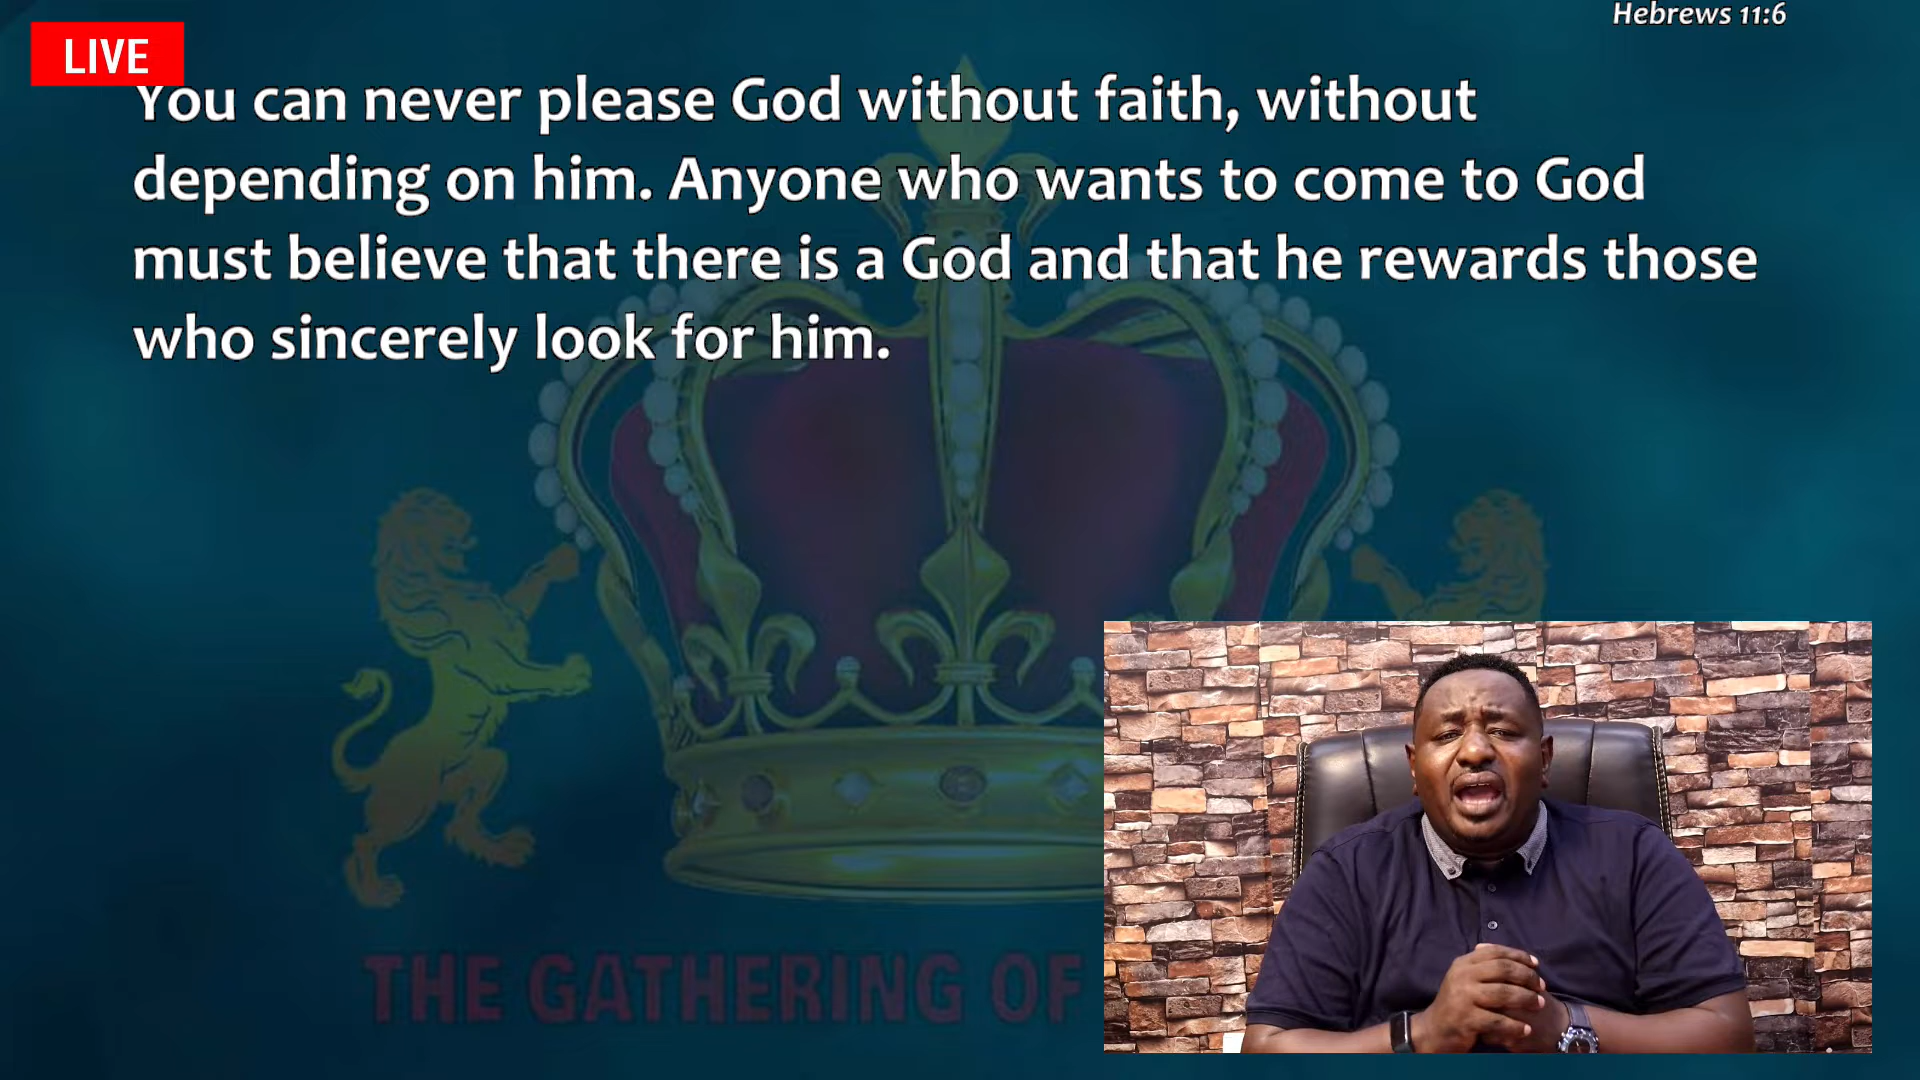 Hebrews 11:6
LIVE
You can never please God without faith, without
depending on him. Anyone who wants to come to God
must believe that there is a God and that he rewards those
who sincerely look for him.
THE GATHERING OF